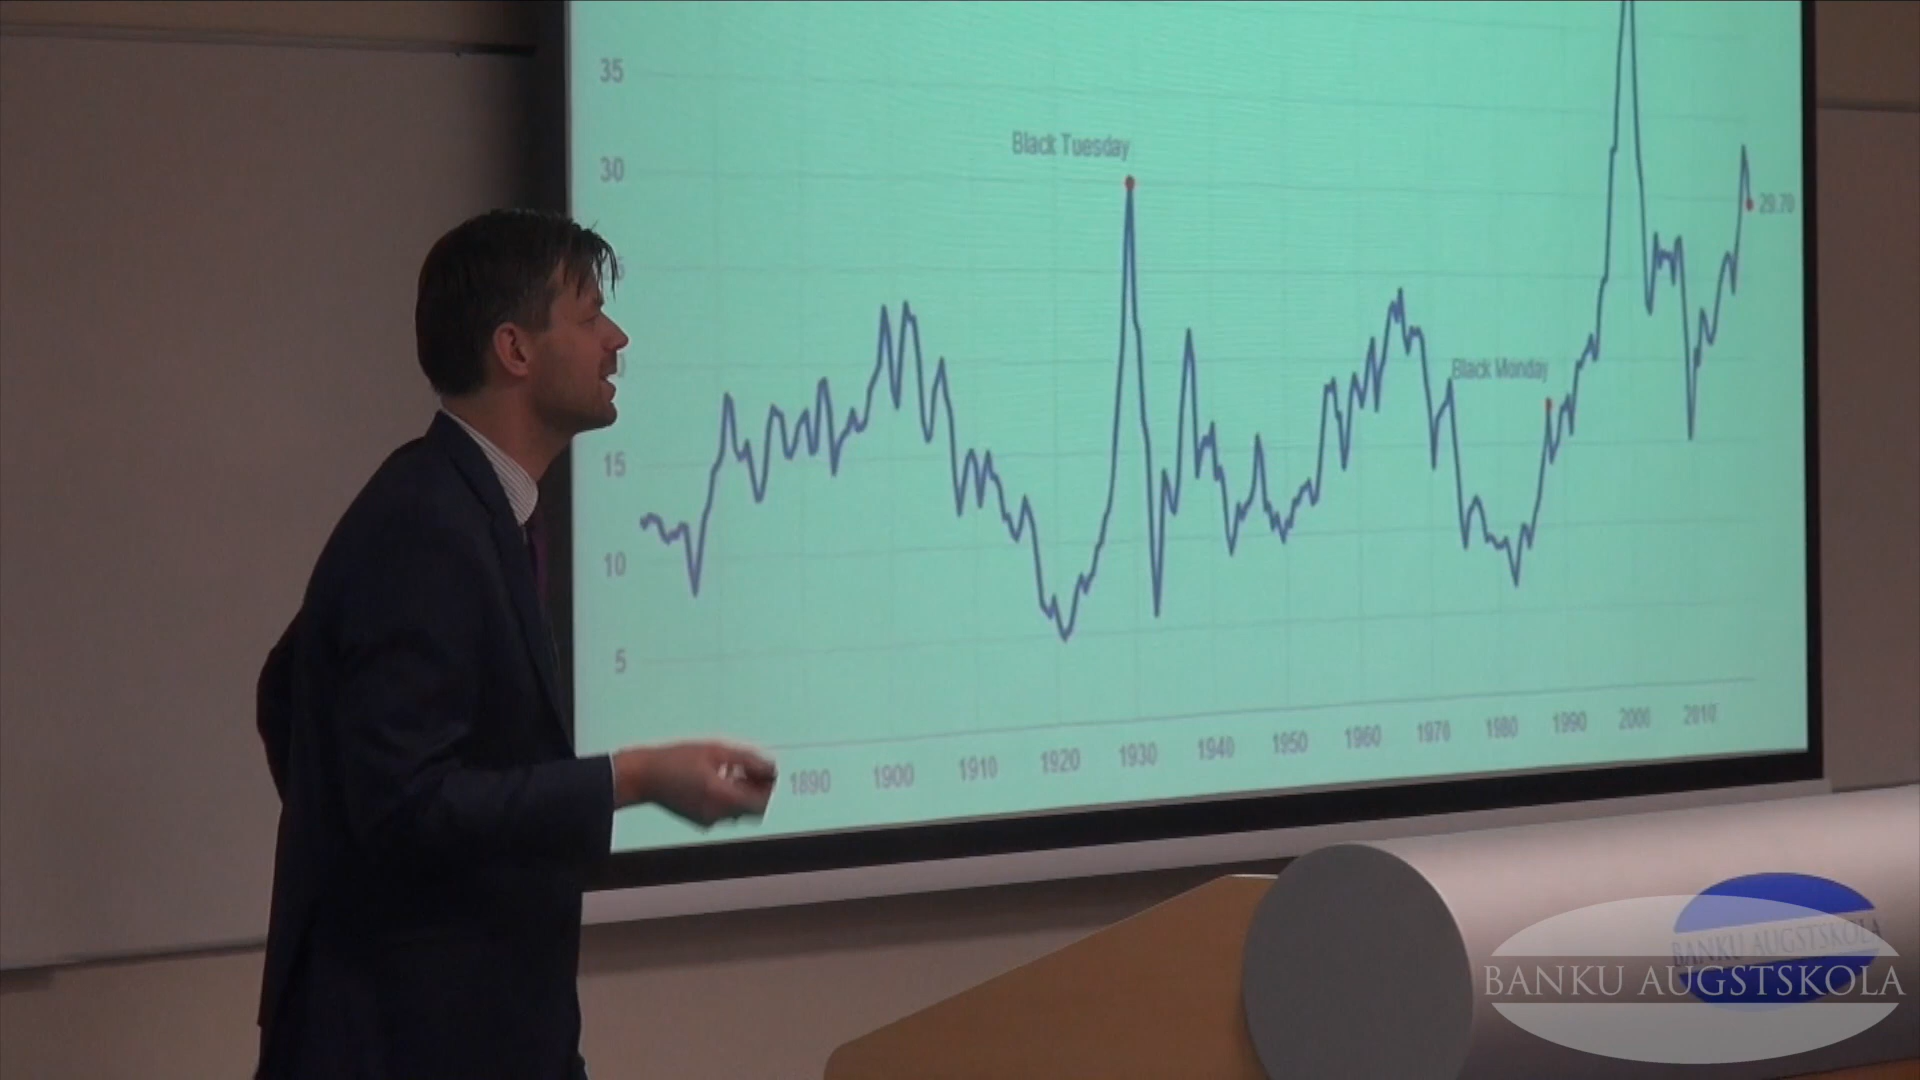 35
Black Tuesday
30
29.70
Black Monday
15
10
5
1890 1900 1910 1920 1930 1940 1950 1960 1970 1980 1990 2000 2010
BANKU AUGSTSKOLA
BANKU AUGSTSKOLA